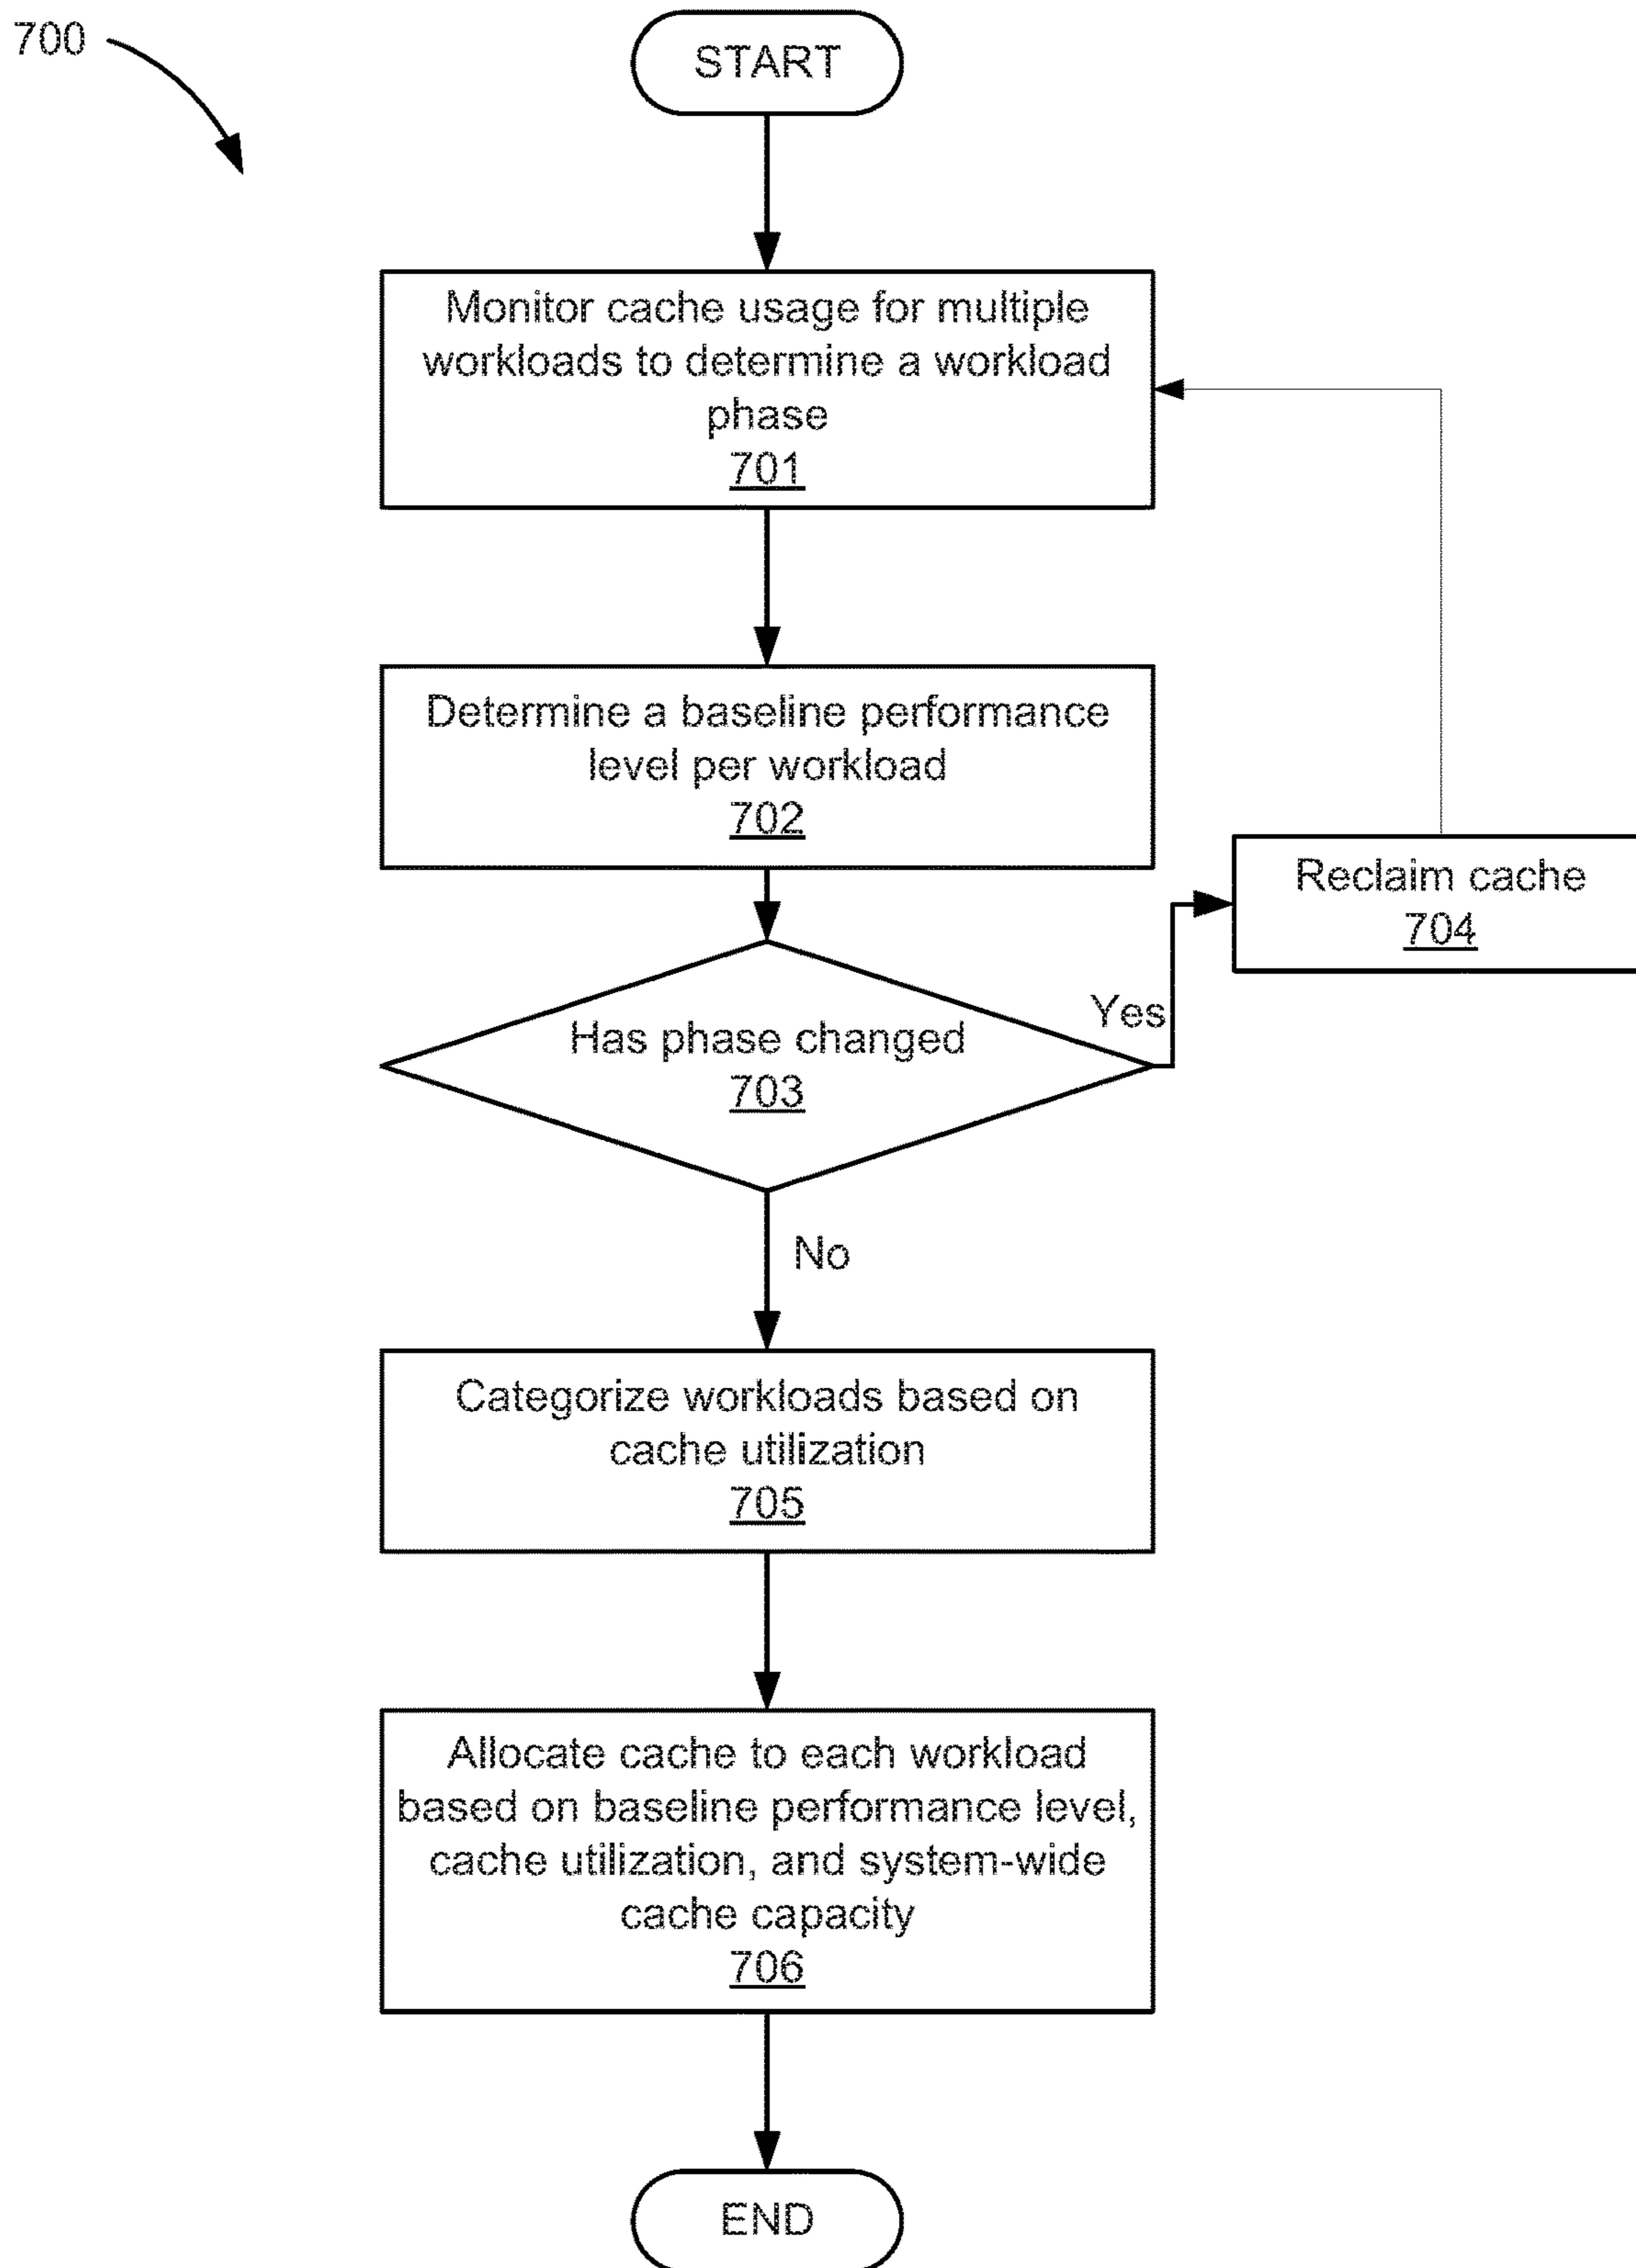 700
START
Monitor cache usage for multiple
workloads to determine a workload
phase
701
Determine a baseline performance
level per workload
702
Reclaim cache
704
Yes
Has phase changed
703
No
Categorize workloads based on
cache utilization
705
Allocate cache to each workload
based on baseline performance level,
cache utilization, and system-wide
cache capacity
706
END